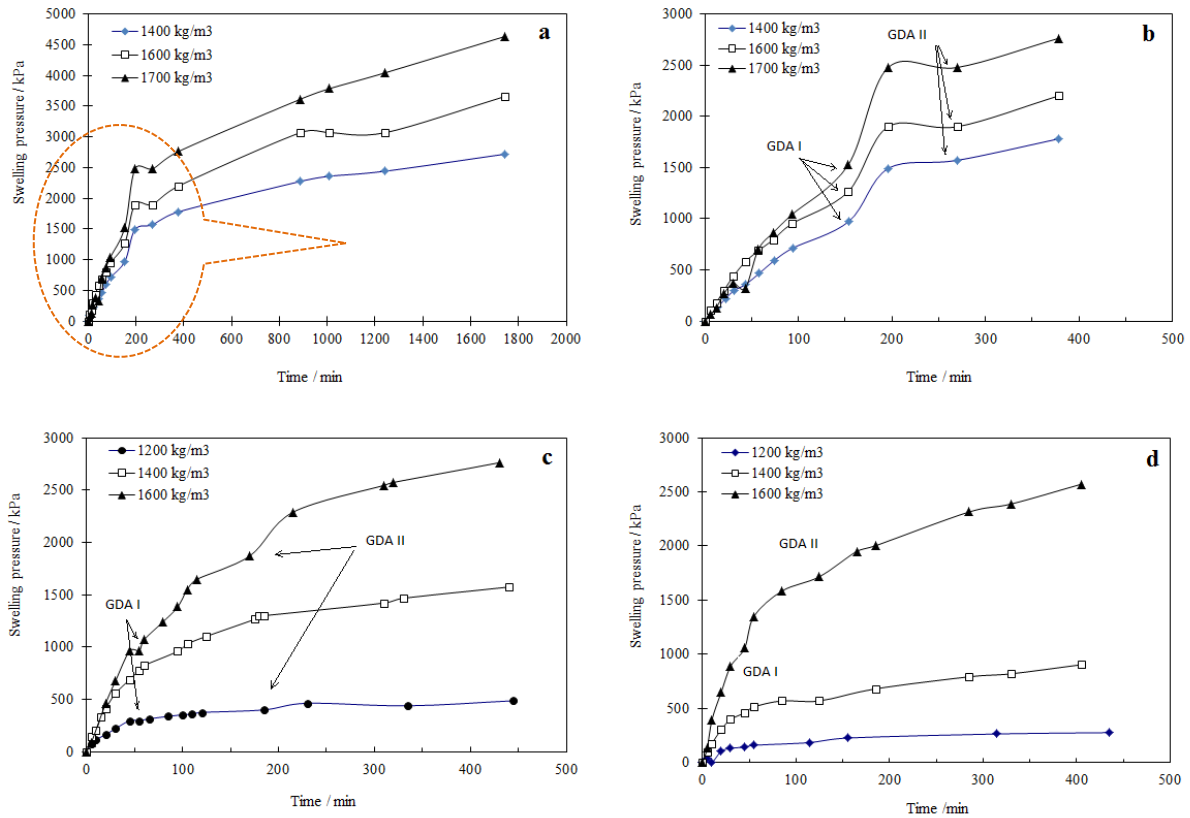 a
1400 kg/m3
1600 kg/m3
1700 kg/m3
Swelling pressure / kPa
5000
4500
4000
3500
3000
2500
2000
1500
1000
500
0
0 200 400 600 800 1000 1200 1400 1600 1800 2000
Time / min
b
1400 kg/m3
1600 kg/m3
1700 kg/m3
GDA II
GDA I
Swelling pressure / kPa
3000
2500
2000
1500
1000
500
0
0 100 200 300 400 500
Time / min
c
1200 kg/m3
1400 kg/m3
1600 kg/m3
GDA II
GDA I
Swelling pressure / kPa
3000
2500
2000
1500
1000
500
0
0 100 200 300 400 500
Time / min
d
1200 kg/m3
1400 kg/m3
1600 kg/m3
GDA II
GDA I
Swelling pressure / kPa
3000
2500
2000
1500
1000
500
0
0 100 200 300 400 500
Time /min